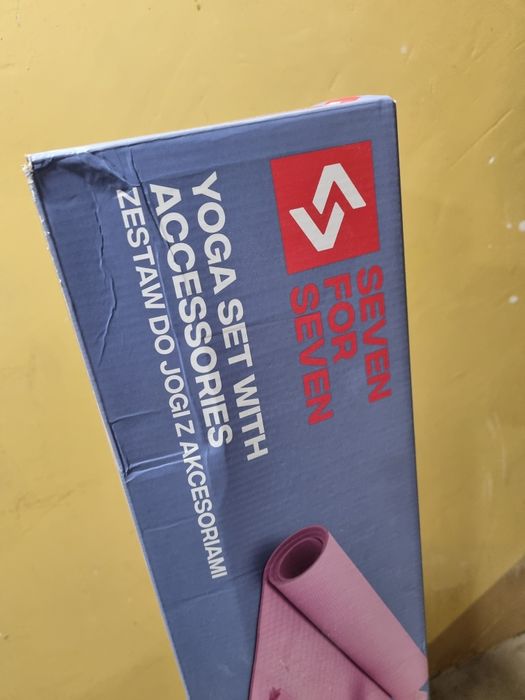 SEVEN
FOR
SEVEN
YOGA SET WITH
ACCESSORIES
ZESTAW DO JOGI Z AKCESORIAMI